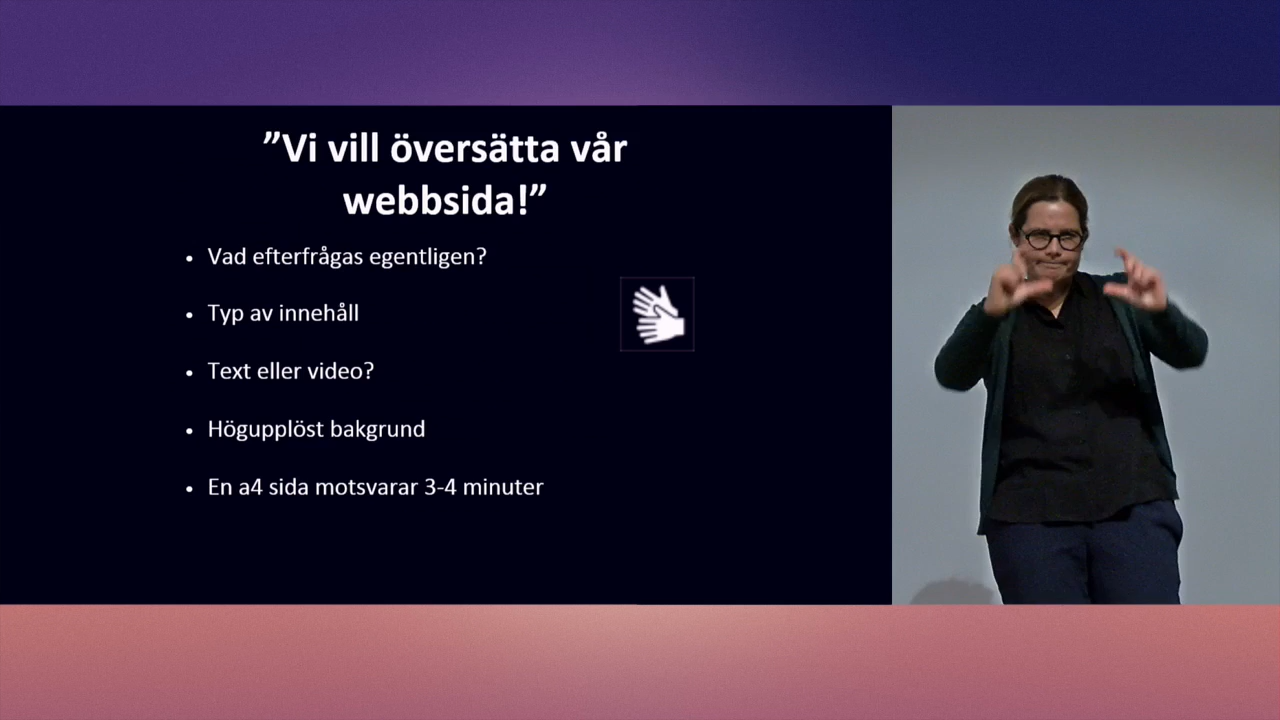 ”Vi vill översätta vår
webbsida!”
• Vad efterfrågas egentligen?
• Typ av innehåll
• Text eller video?
• Högupplöst bakgrund
• En a4 sida motsvarar 3-4 minuter